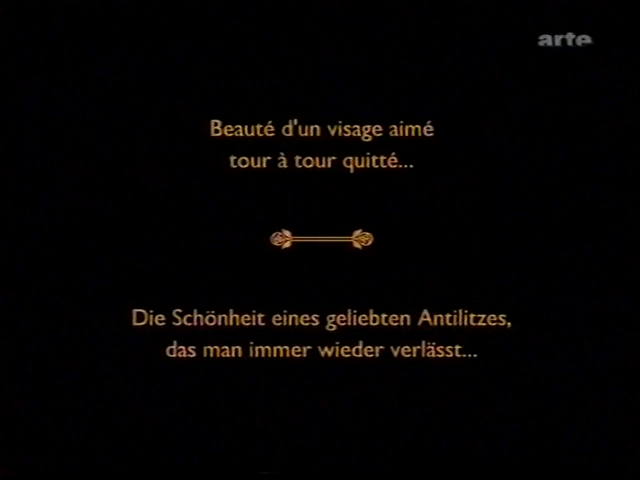 arte
Beauté d'un visage aimé
tour à tour quitté...
Die Schönheit eines geliebten Antilitzes,
das man immer wieder verlässt...